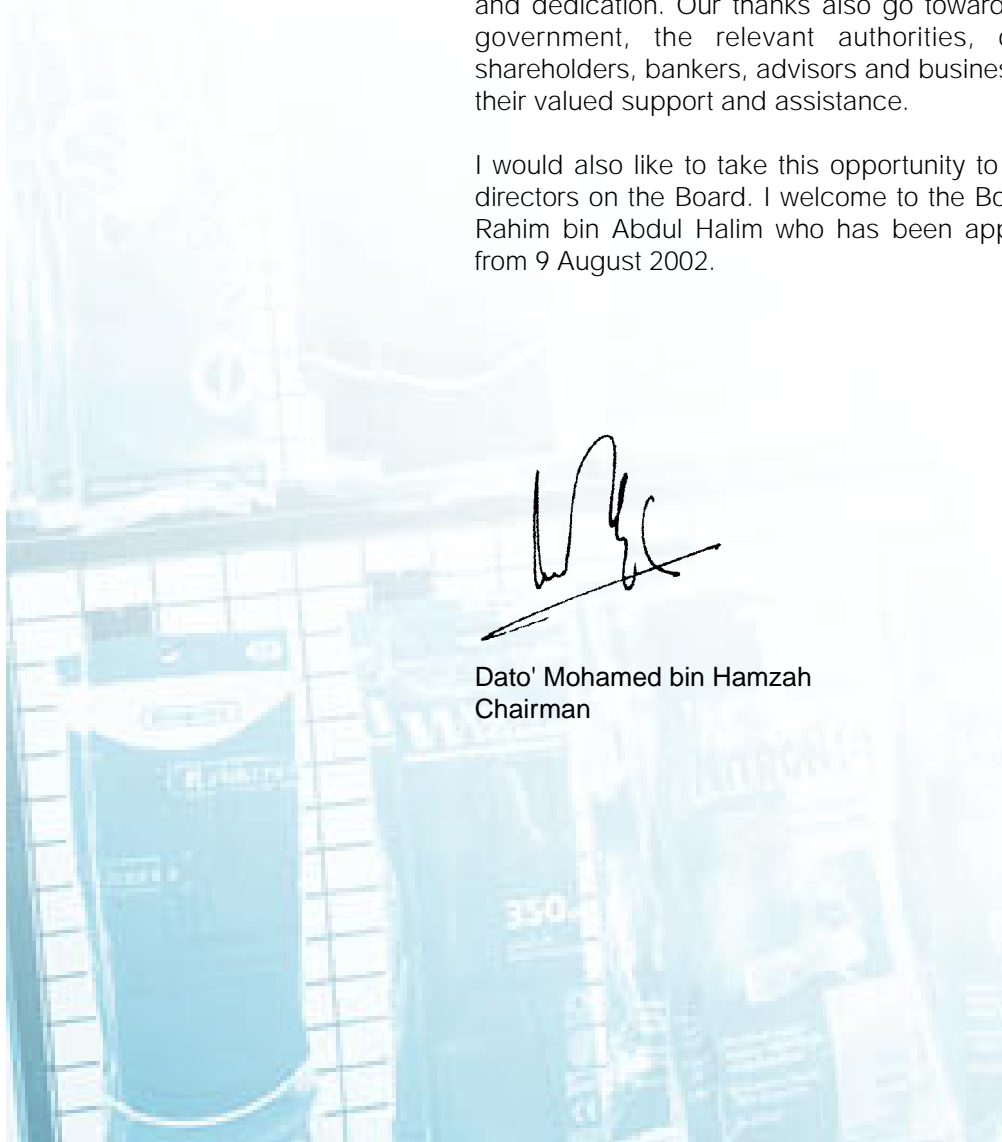 and dedication. Our thanks also go toward
government, the relevant authorities,
shareholders, bankers, advisors and busines
their valued support and assistance.
I would also like to take this opportunity to
directors on the Board. I welcome to the Bo
Rahim bin Abdul Halim who has been app
from 9 August 2002.
Dato' Mohamed bin Hamzah
Chairman
350